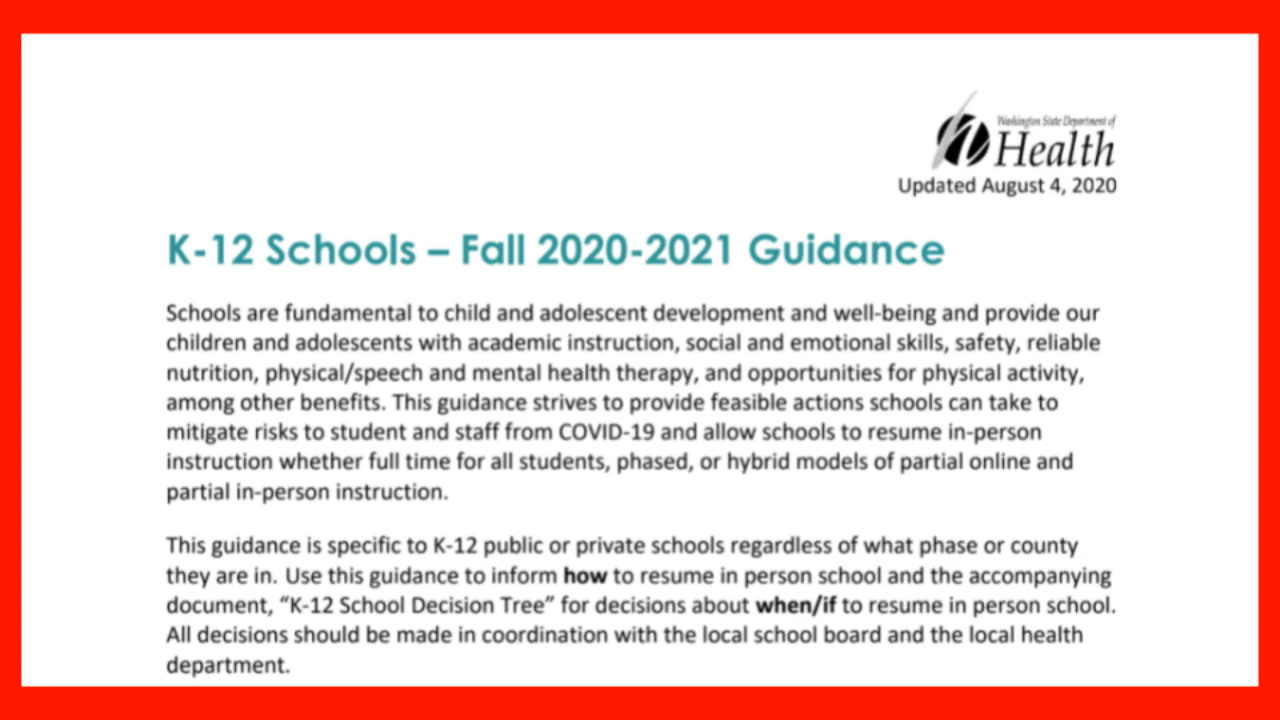 Washington State Department of
Health
Updated August 4, 2020
K-12 Schools – Fall 2020-2021 Guidance
Schools are fundamental to child and adolescent development and well-being and provide our
children and adolescents with academic instruction, social and emotional skills, safety, reliable
nutrition, physical/speech and mental health therapy, and opportunities for physical activity,
among other benefits. This guidance strives to provide feasible actions schools can take to
mitigate risks to student and staff from COVID-19 and allow schools to resume in-person
instruction whether full time for all students, phased, or hybrid models of partial online and
partial in-person instruction.
This guidance is specific to K-12 public or private schools regardless of what phase or county
they are in. Use this guidance to inform how to resume in person school and the accompanying
document, “K-12 School Decision Tree” for decisions about when/if to resume in person school.
All decisions should be made in coordination with the local school board and the local health
department.